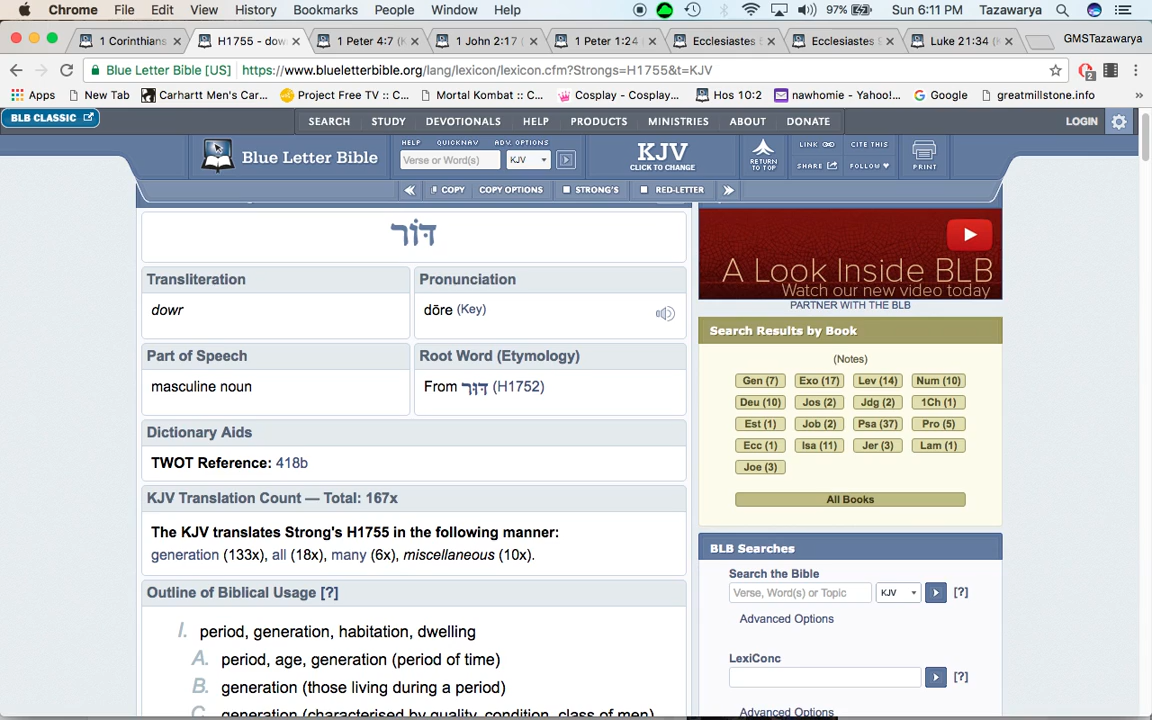 Chrome File Edit View History Bookmarks People Window Help 97% Sun 6:11 PM Tazawarya
1 Corinthians H1755 - dow 1 Peter 4:7 (K 1 John 2:17 ( 1 Peter 1:24 ( Ecclesiastes Ecclesiastes Luke 21:34 (K GMSTazawarya
Blue Letter Bible [US] https://www.blueletterbible.org/lang/lexicon/lexicon.cfm?Strongs=H1755&t=KJV 2
Apps New Tab Carhartt Men's Car... Project Free TV :: C... Mortal Kombat :: C... Cosplay - Cosplay... Hos 10:2 nawhomie - Yahoo!... Google greatmillstone.info »
BLB CLASSIC SEARCH STUDY DEVOTIONALS HELP PRODUCTS MINISTRIES ABOUT DONATE LOGIN
Blue Letter Bible
HELP QUICKNAV ADV. OPTIONS
Verse or Word(s) KJV
KJV
CLICK TO CHANGE
RETURN
TO TOP
LINK CITE THIS
SHARE FOLLOW
PRINT
COPY COPY OPTIONS STRONG'S RED-LETTER
דּוֹר
Transliteration
dowr
Pronunciation
dōre (Key)
Part of Speech
masculine noun
Root Word (Etymology)
From דּוּר (H1752)
Dictionary Aids
TWOT Reference: 418b
KJV Translation Count — Total: 167x
The KJV translates Strong's H1755 in the following manner:
generation (133x), all (18x), many (6x), miscellaneous (10x).
Outline of Biblical Usage [?]
I. period, generation, habitation, dwelling
A. period, age, generation (period of time)
B. generation (those living during a period)
C. generation (characterised by quality, condition, class of men)
A Look Inside BLB
Watch our new video today
PARTNER WITH THE BLB
Search Results by Book
(Notes)
Gen (7) Exo (17) Lev (14) Num (10)
Deu (10) Jos (2) Jdg (2) 1Ch (1)
Est (1) Job (2) Psa (37) Pro (5)
Ecc (1) Isa (11) Jer (3) Lam (1)
Joe (3)
All Books
BLB Searches
Search the Bible
Verse, Word(s) or Topic KJV [?]
Advanced Options
LexiConc
[?]
Advanced Options